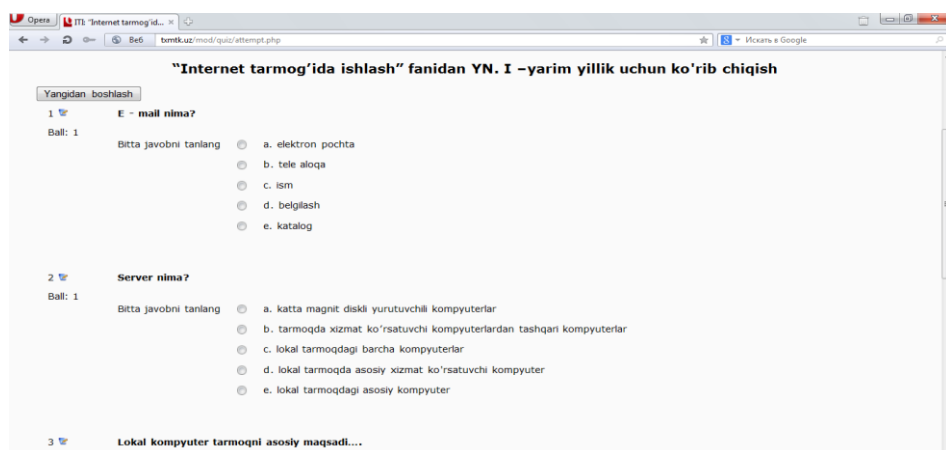 Opera
ITI: "Internet tarmog'id...
Веб
txmtk.uz/mod/quiz/attempt.php
Искать в Google
“Internet tarmog’ida ishlash” fanidan YN. I –yarim yillik uchun ko'rib chiqish
Yangidan boshlash
1
E - mail nima?
Ball: 1
Bitta javobni tanlang
a. elektron pochta
b. tele aloqa
c. ism
d. belgilash
e. katalog
2
Server nima?
Ball: 1
Bitta javobni tanlang
a. katta magnit diskli yurutuvchili kompyuterlar
b. tarmoqda xizmat ko’rsatuvchi kompyuterlardan tashqari kompyuterlar
c. lokal tarmoqdagi barcha kompyuterlar
d. lokal tarmoqda asosiy xizmat ko’rsatuvchi kompyuter
e. lokal tarmoqdagi asosiy kompyuter
3
Lokal kompyuter tarmoqni asosiy maqsadi....